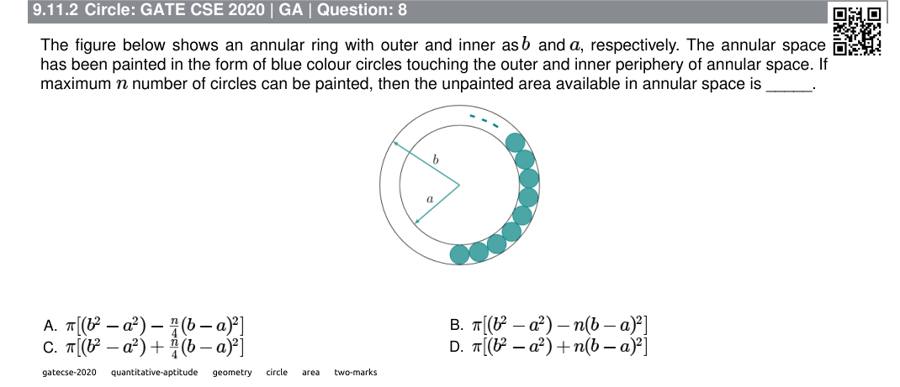 9.11.2 Circle: GATE CSE 2020 | GA | Question: 8
The figure below shows an annular ring with outer and inner as b and a, respectively. The annular space
has been painted in the form of blue colour circles touching the outer and inner periphery of annular space. If
maximum n number of circles can be painted, then the unpainted area available in annular space is _____.
b
a
A. π[(b² − a²) − n/4 (b − a)²]
B. π[(b² − a²) − n(b − a)²]
C. π[(b² − a²) + n/4 (b − a)²]
D. π[(b² − a²) + n(b − a)²]
gatecse-2020 quantitative-aptitude geometry circle area two-marks